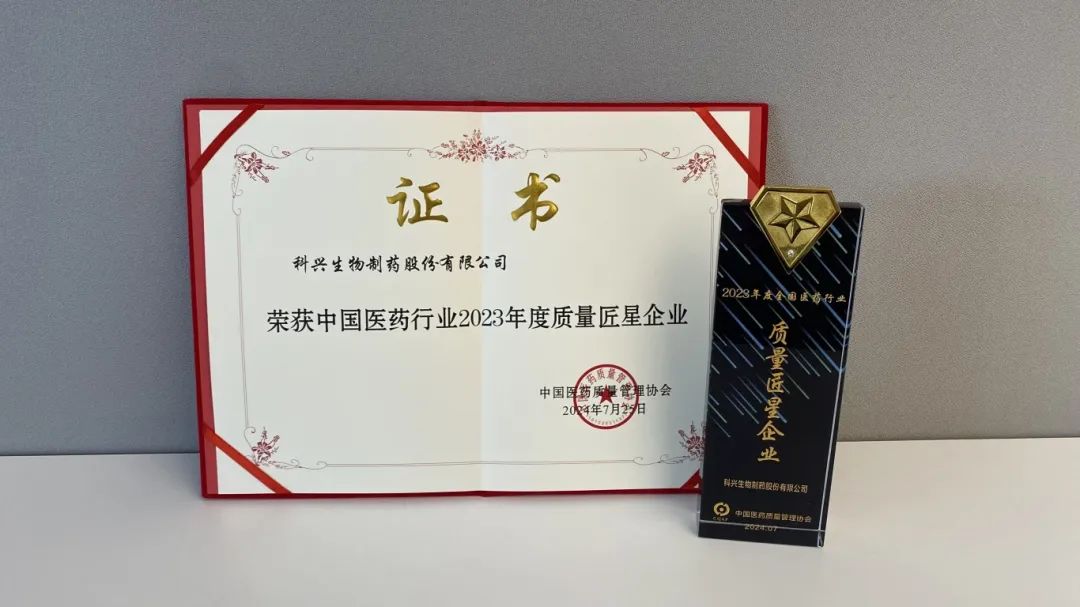 证 书
科兴生物制药股份有限公司
荣获中国医药行业2023年度质量匠星企业
中国医药质量管理协会
2024年7月25日
2023年度全国医药行业
质量匠星企业
科兴生物制药股份有限公司
中国医药质量管理协会
2024.07